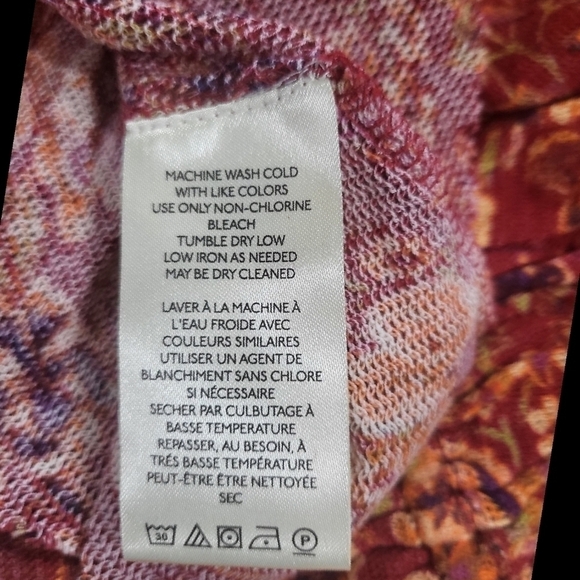 MACHINE WASH COLD
WITH LIKE COLORS
USE ONLY NON-CHLORINE
BLEACH
TUMBLE DRY LOW
LOW IRON AS NEEDED
MAY BE DRY CLEANED
LAVER À LA MACHINE À
L'EAU FROIDE AVEC
COULEURS SIMILAIRES
UTILISER UN AGENT DE
BLANCHIMENT SANS CHLORE
SI NÉCESSAIRE
SECHER PAR CULBUTAGE À
BASSE TEMPERATURE
REPASSER, AU BESOIN, À
TRÉS BASSE TEMPÉRATURE
PEUT-ÊTRE ÊTRE NETTOYÉE
SEC
30 P